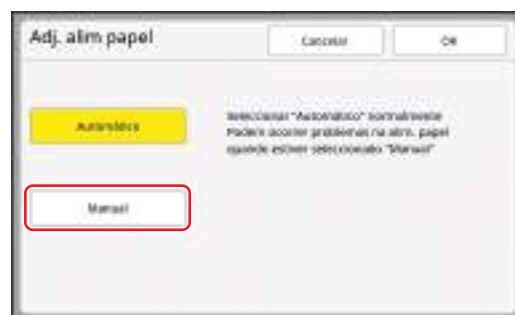 Adj. alim papel
Cancelar
OK
Automático
Seleccionar "Automático" normalmente
Podem ocorrer problemas na alim. papel
quando estiver seleccionado "Manual"
Manual